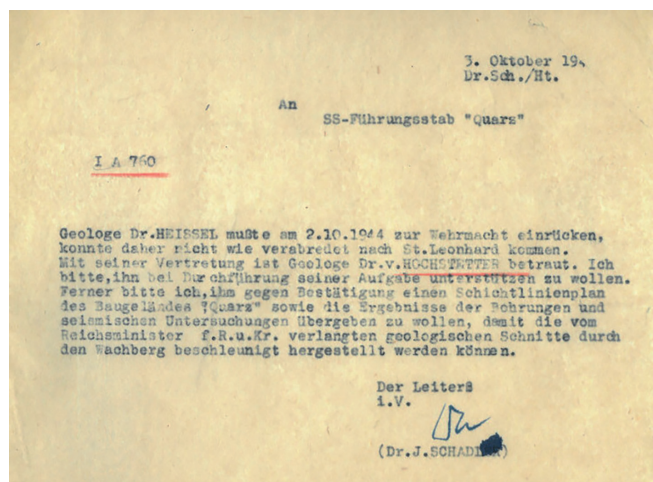 3. Oktober 19
Dr.Sch./Ht.
An
SS-Führungsstab "Quarz"
I A 760
Geologe Dr.HEISSEL mußte am 2.10.1944 zur Wehrmacht einrücken,
konnte daher nicht wie verabredet nach St.Leonhard kommen.
Mit seiner Vertretung ist Geologe Dr.v.HOCHSTETTER betraut. Ich
bitte,ihn bei Durchführung seiner Aufgabe unterstützen zu wollen.
Ferner bitte ich,ihm gegen Bestätigung einen Schichtlinienplan
des Baugeländes "Quarz" sowie die Ergebnisse der Bohrungen und
seismischen Untersuchungen übergeben zu wollen, damit die vom
Reichsminister f.R.u.Kr. verlangten geologischen Schnitte durch
den Wachberg beschleunigt hergestellt werden können.
Der Leiter:
i.V.
(Dr.J.SCHADLER)